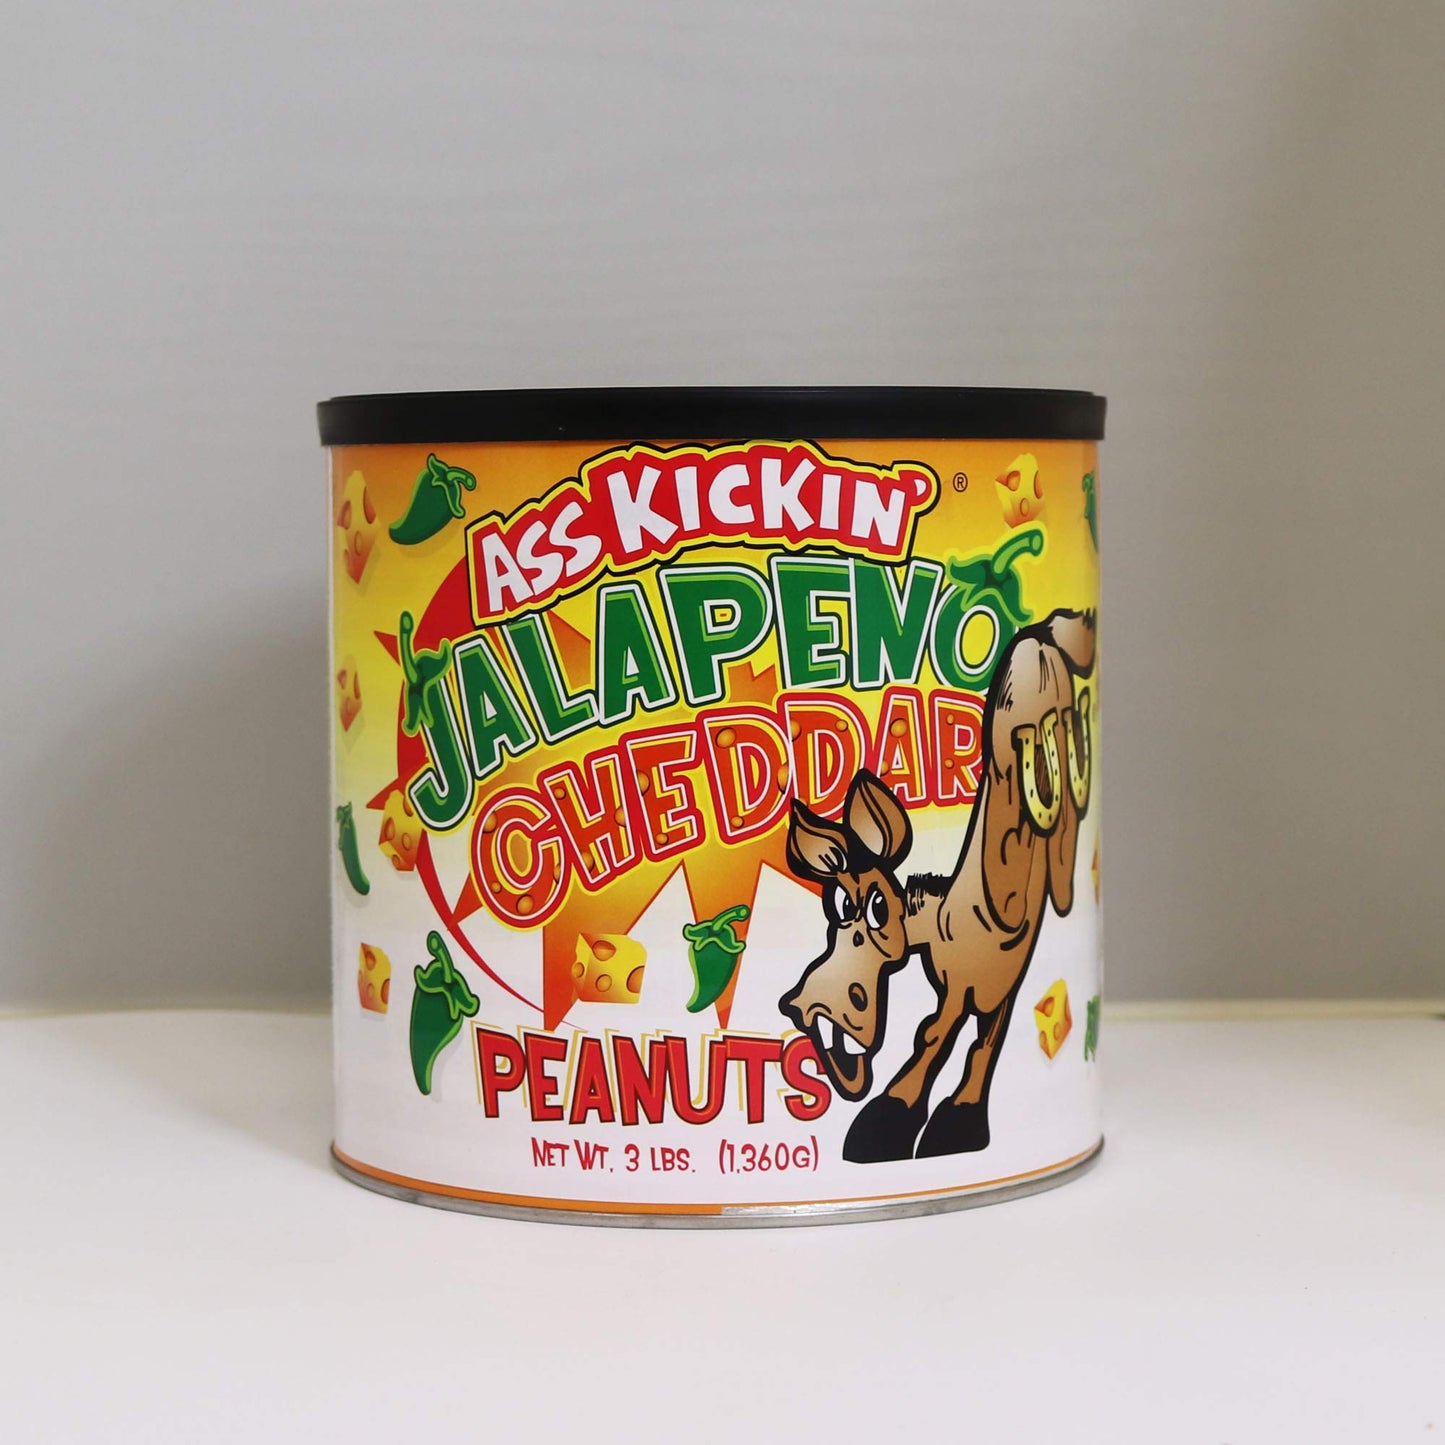 ASS KICKIN' ®
JALAPENO
CHEDDAR
PEANUTS
NET WT. 3 LBS. (1,360G)